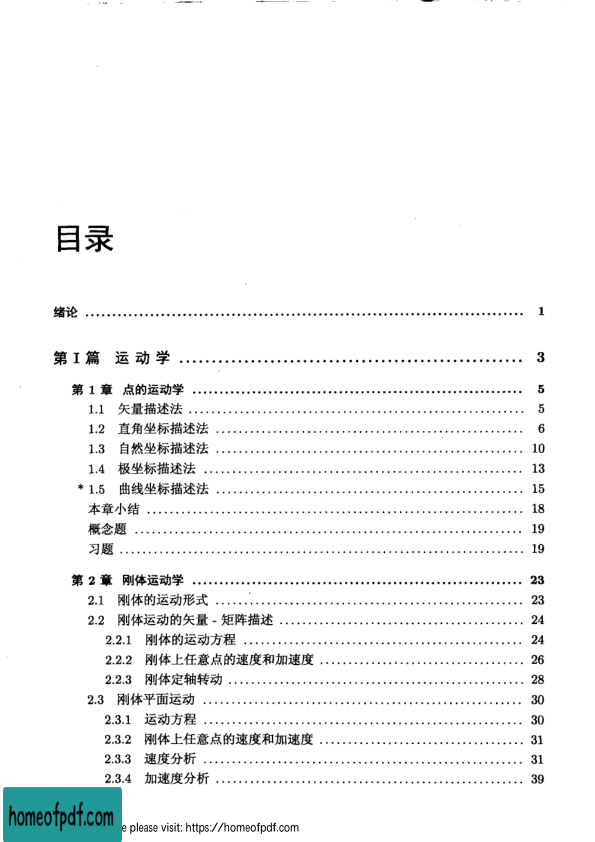 目录
绪论 ................................................................................ 1
第 I 篇 运动学 ................................................... 3
第 1 章 点的运动学 ............................................................. 5
1.1 矢量描述法 ............................................................. 5
1.2 直角坐标描述法 ........................................................ 6
1.3 自然坐标描述法 ........................................................ 10
1.4 极坐标描述法 .......................................................... 13
* 1.5 曲线坐标描述法 ........................................................ 15
本章小结 ..................................................................... 18
概念题 ....................................................................... 19
习题 .......................................................................... 19
第 2 章 刚体运动学 ............................................................. 23
2.1 刚体的运动形式 ........................................................ 23
2.2 刚体运动的矢量 - 矩阵描述 ............................................. 24
2.2.1 刚体的运动方程 ................................................... 24
2.2.2 刚体上任意点的速度和加速度 ...................................... 26
2.2.3 刚体定轴转动 ...................................................... 28
2.3 刚体平面运动 ........................................................... 30
2.3.1 运动方程 .......................................................... 30
2.3.2 刚体上任意点的速度和加速度 ...................................... 31
2.3.3 速度分析 .......................................................... 31
2.3.4 加速度分析 ........................................................ 39
homeofpdf.com
e please visit: https://homeofpdf.com